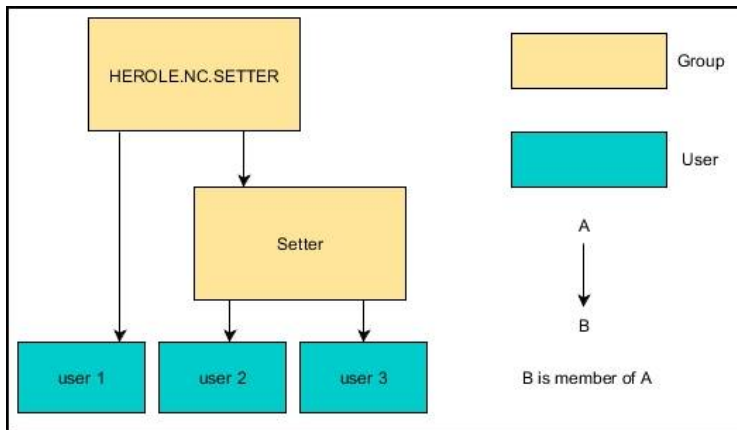 HEROLE.NC.SETTER
Setter
user 1
user 2
user 3
Group
User
A
B
B is member of A